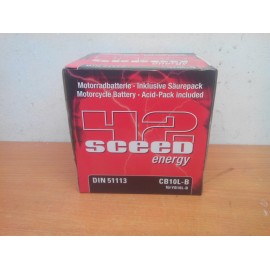 Motorradbatterie - Inklusive Säurepack
Motorcycle Battery - Acid-Pack included
42
sceed
energy
DIN 51113
CB10L-B